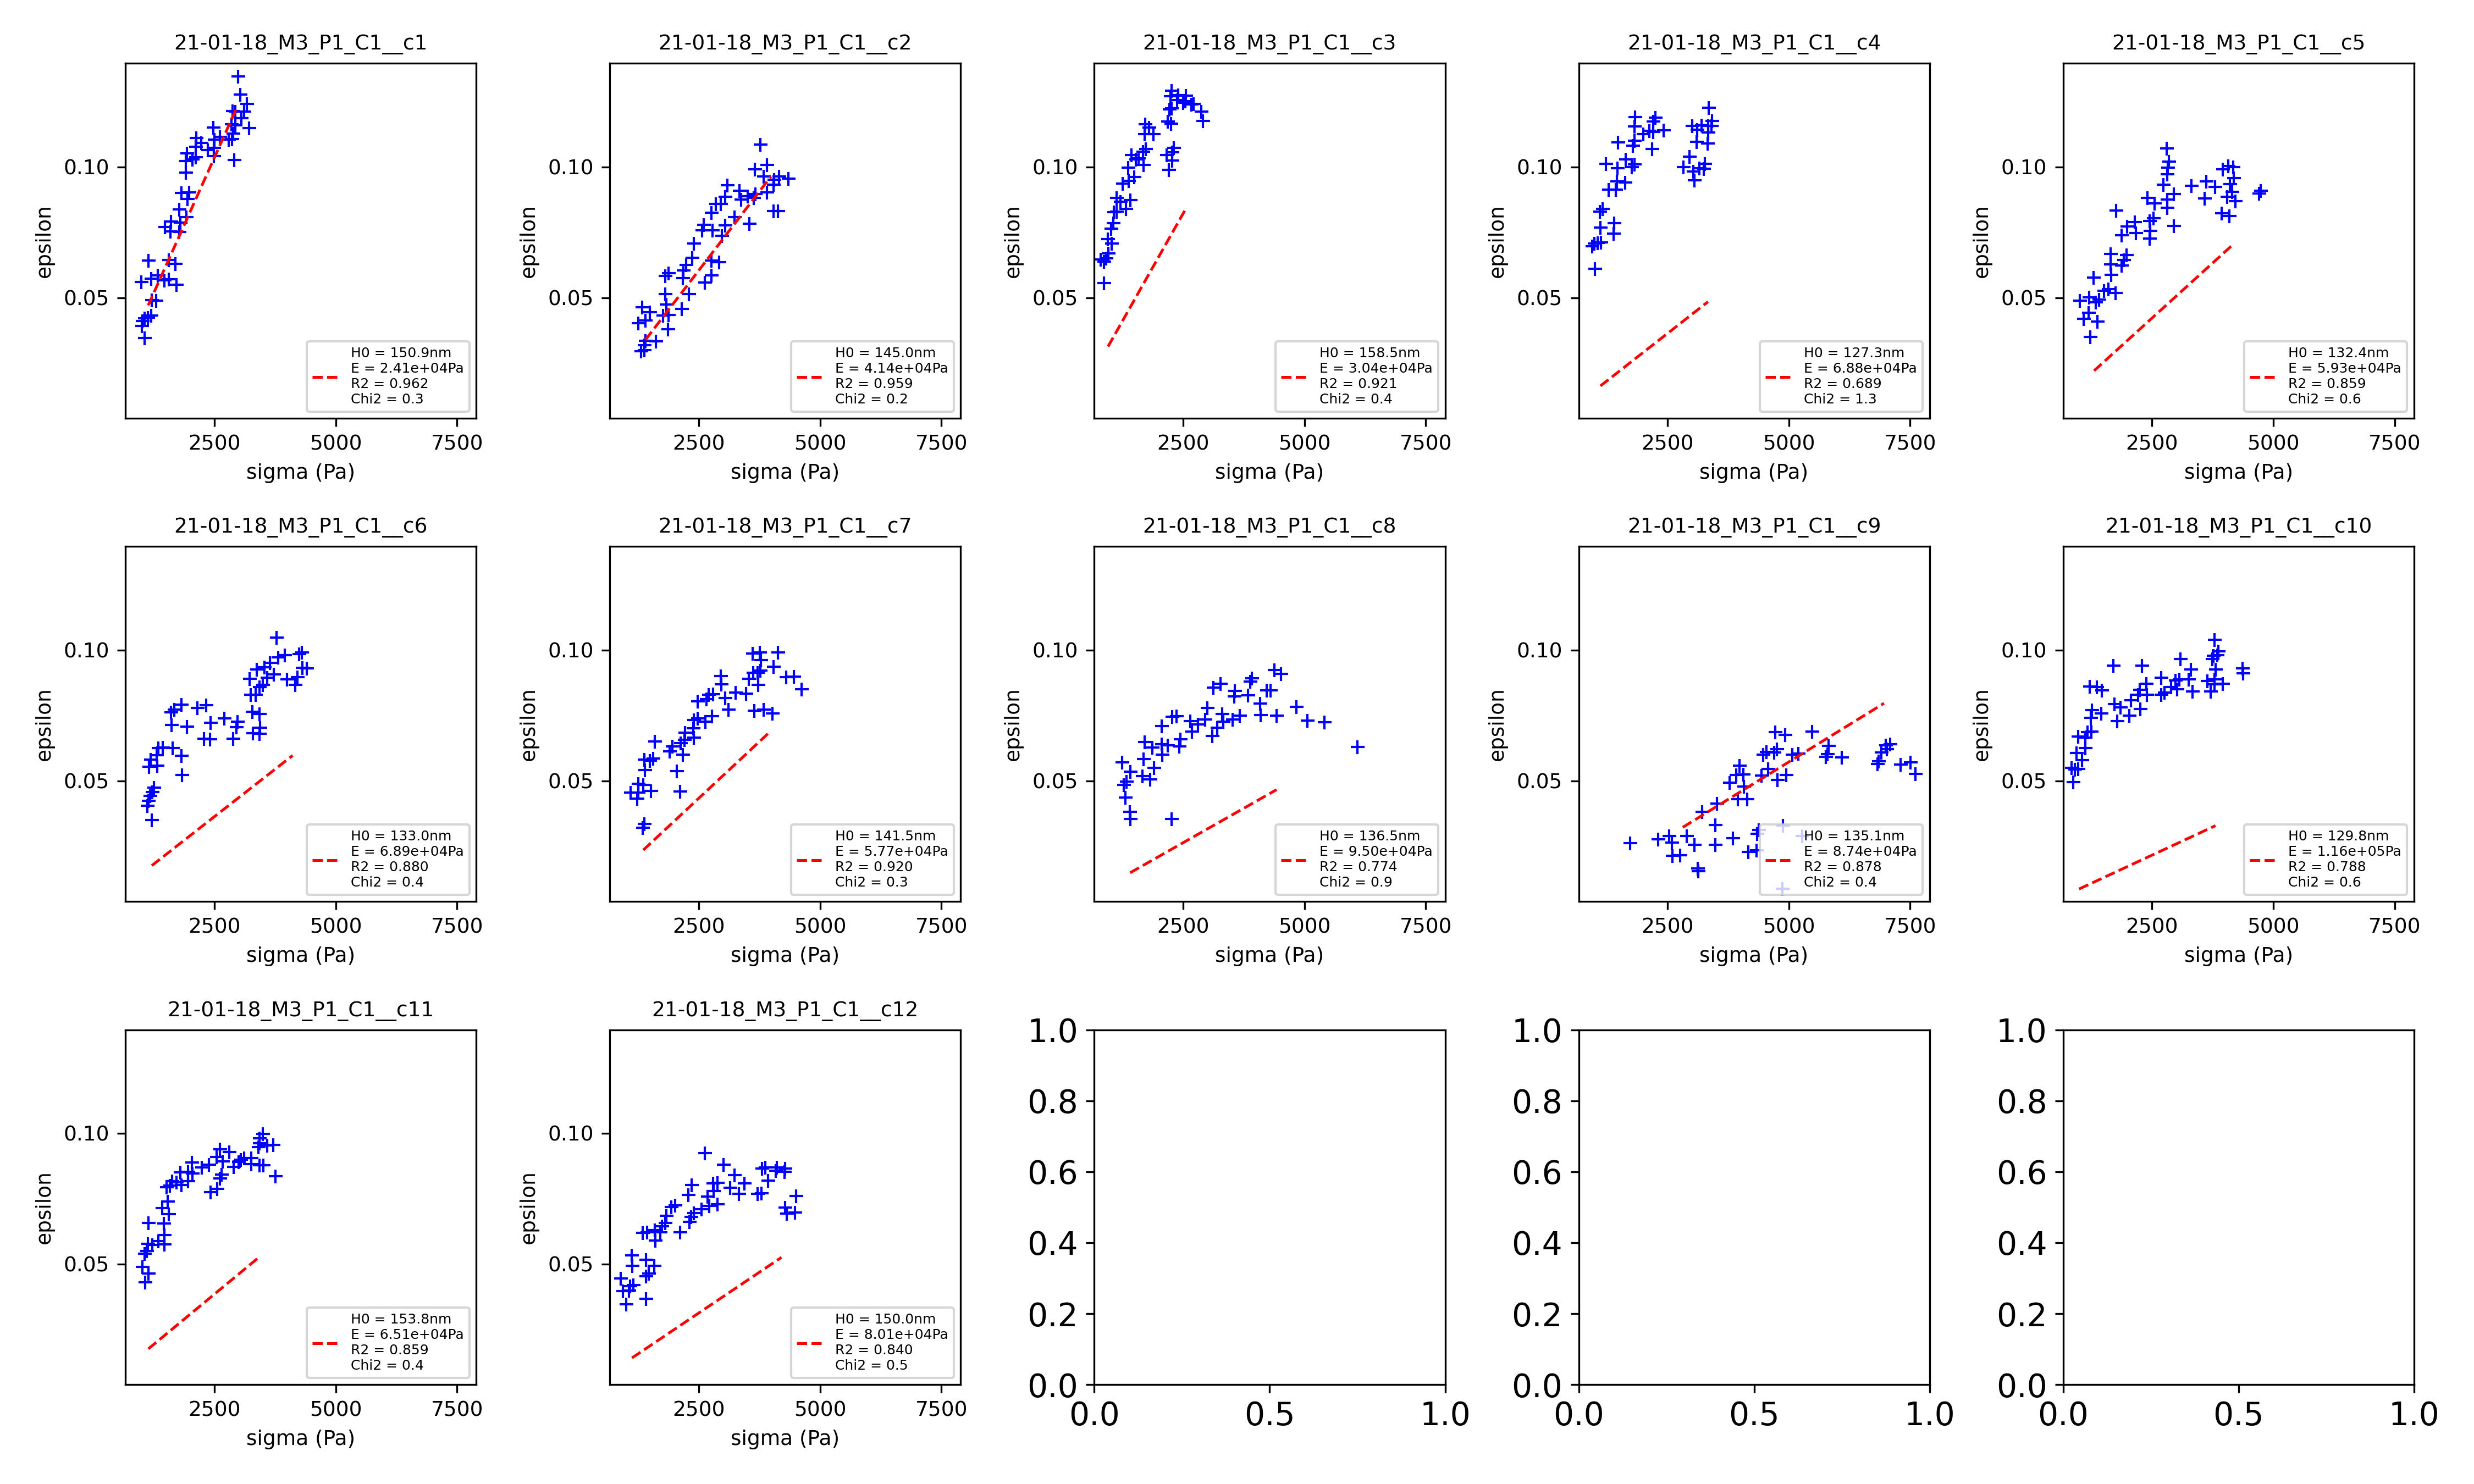 21-01-18_M3_P1_C1__c1
0.10
0.05
epsilon
2500 5000 7500
sigma (Pa)
H0 = 150.9nm
E = 2.41e+04Pa
R2 = 0.962
Chi2 = 0.3
21-01-18_M3_P1_C1__c2
0.10
0.05
epsilon
2500 5000 7500
sigma (Pa)
H0 = 145.0nm
E = 4.14e+04Pa
R2 = 0.959
Chi2 = 0.2
21-01-18_M3_P1_C1__c3
0.10
0.05
epsilon
2500 5000 7500
sigma (Pa)
H0 = 158.5nm
E = 3.04e+04Pa
R2 = 0.921
Chi2 = 0.4
21-01-18_M3_P1_C1__c4
0.10
0.05
epsilon
2500 5000 7500
sigma (Pa)
H0 = 127.3nm
E = 6.88e+04Pa
R2 = 0.689
Chi2 = 1.3
21-01-18_M3_P1_C1__c5
0.10
0.05
epsilon
2500 5000 7500
sigma (Pa)
H0 = 132.4nm
E = 5.93e+04Pa
R2 = 0.859
Chi2 = 0.6
21-01-18_M3_P1_C1__c6
0.10
0.05
epsilon
2500 5000 7500
sigma (Pa)
H0 = 133.0nm
E = 6.89e+04Pa
R2 = 0.880
Chi2 = 0.4
21-01-18_M3_P1_C1__c7
0.10
0.05
epsilon
2500 5000 7500
sigma (Pa)
H0 = 141.5nm
E = 5.77e+04Pa
R2 = 0.920
Chi2 = 0.3
21-01-18_M3_P1_C1__c8
0.10
0.05
epsilon
2500 5000 7500
sigma (Pa)
H0 = 136.5nm
E = 9.50e+04Pa
R2 = 0.774
Chi2 = 0.9
21-01-18_M3_P1_C1__c9
0.10
0.05
epsilon
2500 5000 7500
sigma (Pa)
H0 = 135.1nm
E = 8.74e+04Pa
R2 = 0.878
Chi2 = 0.4
21-01-18_M3_P1_C1__c10
0.10
0.05
epsilon
2500 5000 7500
sigma (Pa)
H0 = 129.8nm
E = 1.16e+05Pa
R2 = 0.788
Chi2 = 0.6
21-01-18_M3_P1_C1__c11
0.10
0.05
epsilon
2500 5000 7500
sigma (Pa)
H0 = 153.8nm
E = 6.51e+04Pa
R2 = 0.859
Chi2 = 0.4
21-01-18_M3_P1_C1__c12
0.10
0.05
epsilon
2500 5000 7500
sigma (Pa)
H0 = 150.0nm
E = 8.01e+04Pa
R2 = 0.840
Chi2 = 0.5
1.0
0.8
0.6
0.4
0.2
0.0
0.0 0.5 1.0
1.0
0.8
0.6
0.4
0.2
0.0
0.0 0.5 1.0
1.0
0.8
0.6
0.4
0.2
0.0
0.0 0.5 1.0